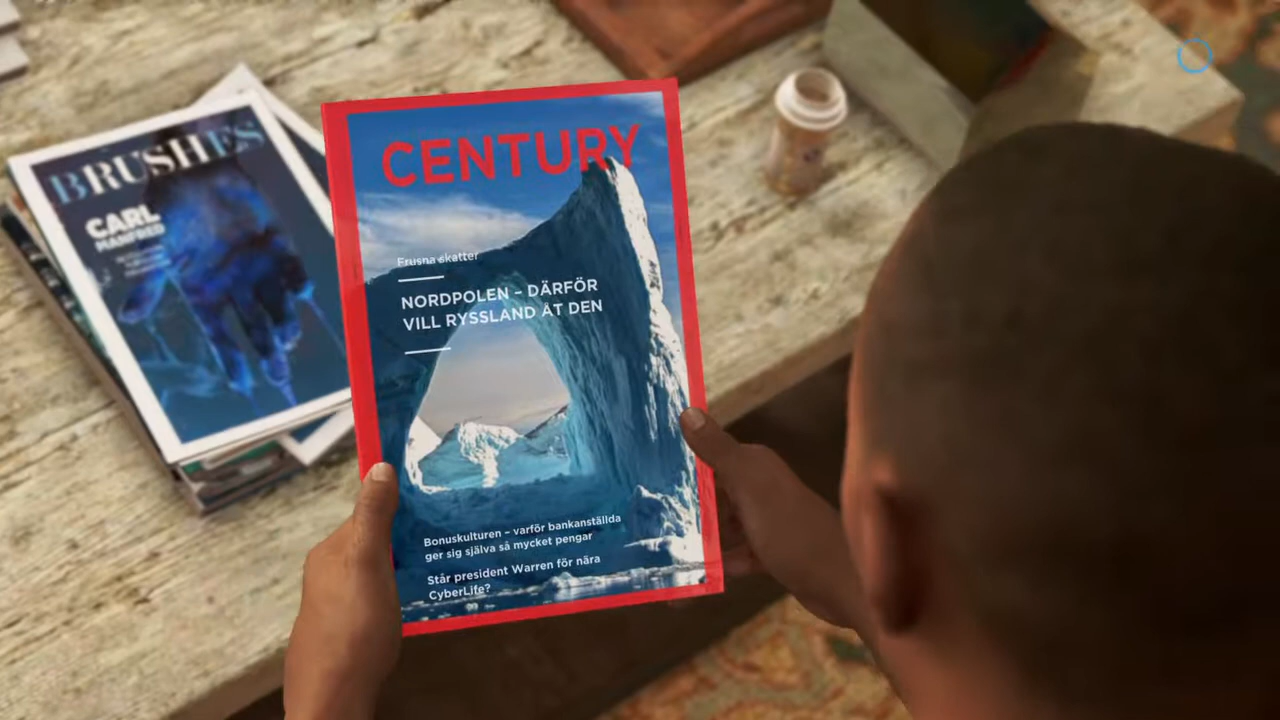 BRUSHES
CARL
MANFRED
CENTURY
Frusna skatter
NORDPOLEN – DÄRFÖR
VILL RYSSLAND ÅT DEN
Bonuskulturen – varför bankanställda
ger sig själva så mycket pengar
Står president Warren för nära
CyberLife?